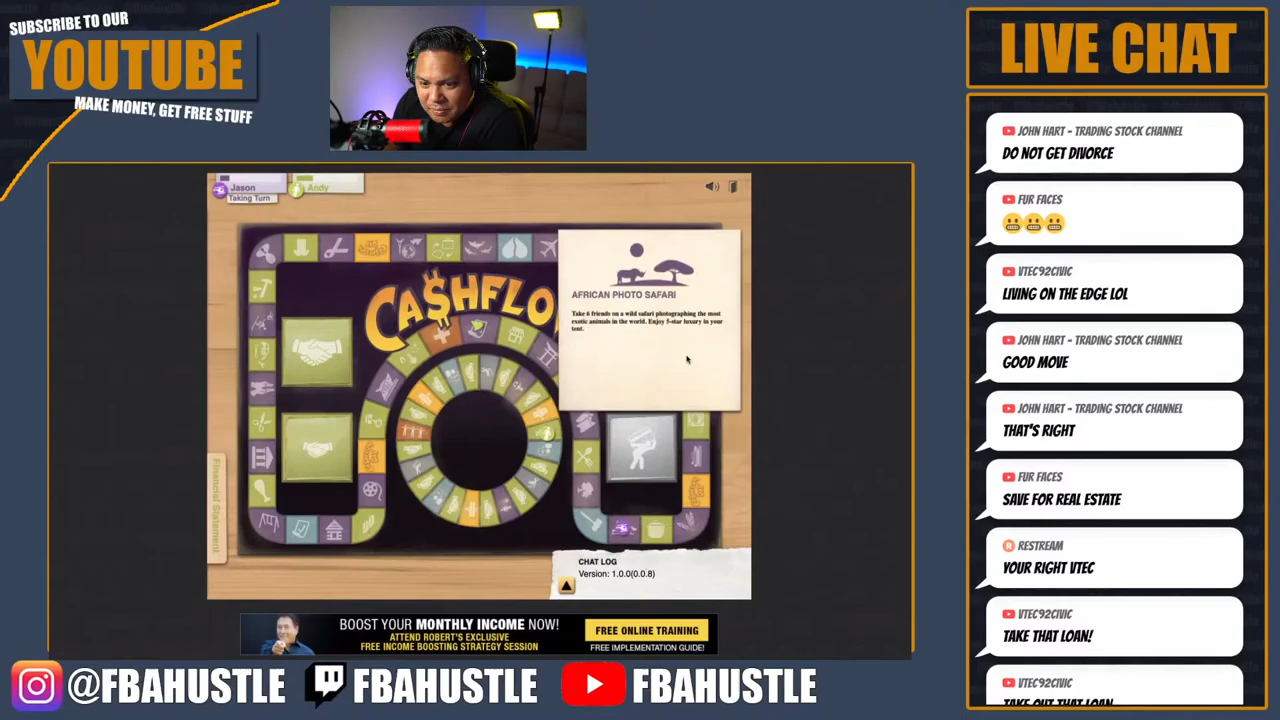 SUBSCRIBE TO OUR
YOUTUBE
MAKE MONEY, GET FREE STUFF
Jason
Taking Turn
Andy
CA$HFLO
AFRICAN PHOTO SAFARI
Take 6 friends on a wild safari photographing the most
exotic animals in the world. Enjoy 5-star luxury in your
tent.
Financial Statement
CHAT LOG
Version: 1.0.0(0.0.8)
BOOST YOUR MONTHLY INCOME NOW!
ATTEND ROBERT'S EXCLUSIVE
FREE INCOME BOOSTING STRATEGY SESSION
FREE ONLINE TRAINING
FREE IMPLEMENTATION GUIDE!
@FBAHUSTLE
FBAHUSTLE
FBAHUSTLE
LIVE CHAT
JOHN HART - TRADING STOCK CHANNEL
DO NOT GET DIVORCE
FUR FACES
😬😬😬
VTEC92CIVIC
LIVING ON THE EDGE LOL
JOHN HART - TRADING STOCK CHANNEL
GOOD MOVE
JOHN HART - TRADING STOCK CHANNEL
THAT'S RIGHT
FUR FACES
SAVE FOR REAL ESTATE
R RESTREAM
YOUR RIGHT VTEC
VTEC92CIVIC
TAKE THAT LOAN!
VTEC92CIVIC
TAKE OUT THAT LOAN